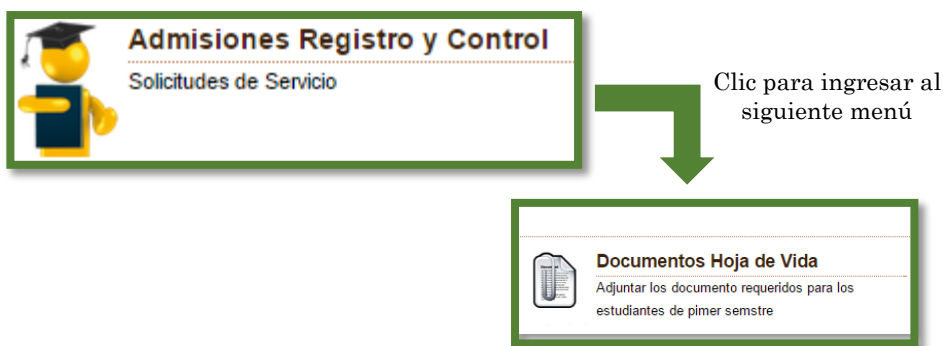 Admisiones Registro y Control
Solicitudes de Servicio
Clic para ingresar al
siguiente menú
Documentos Hoja de Vida
Adjuntar los documento requeridos para los
estudiantes de pimer semstre